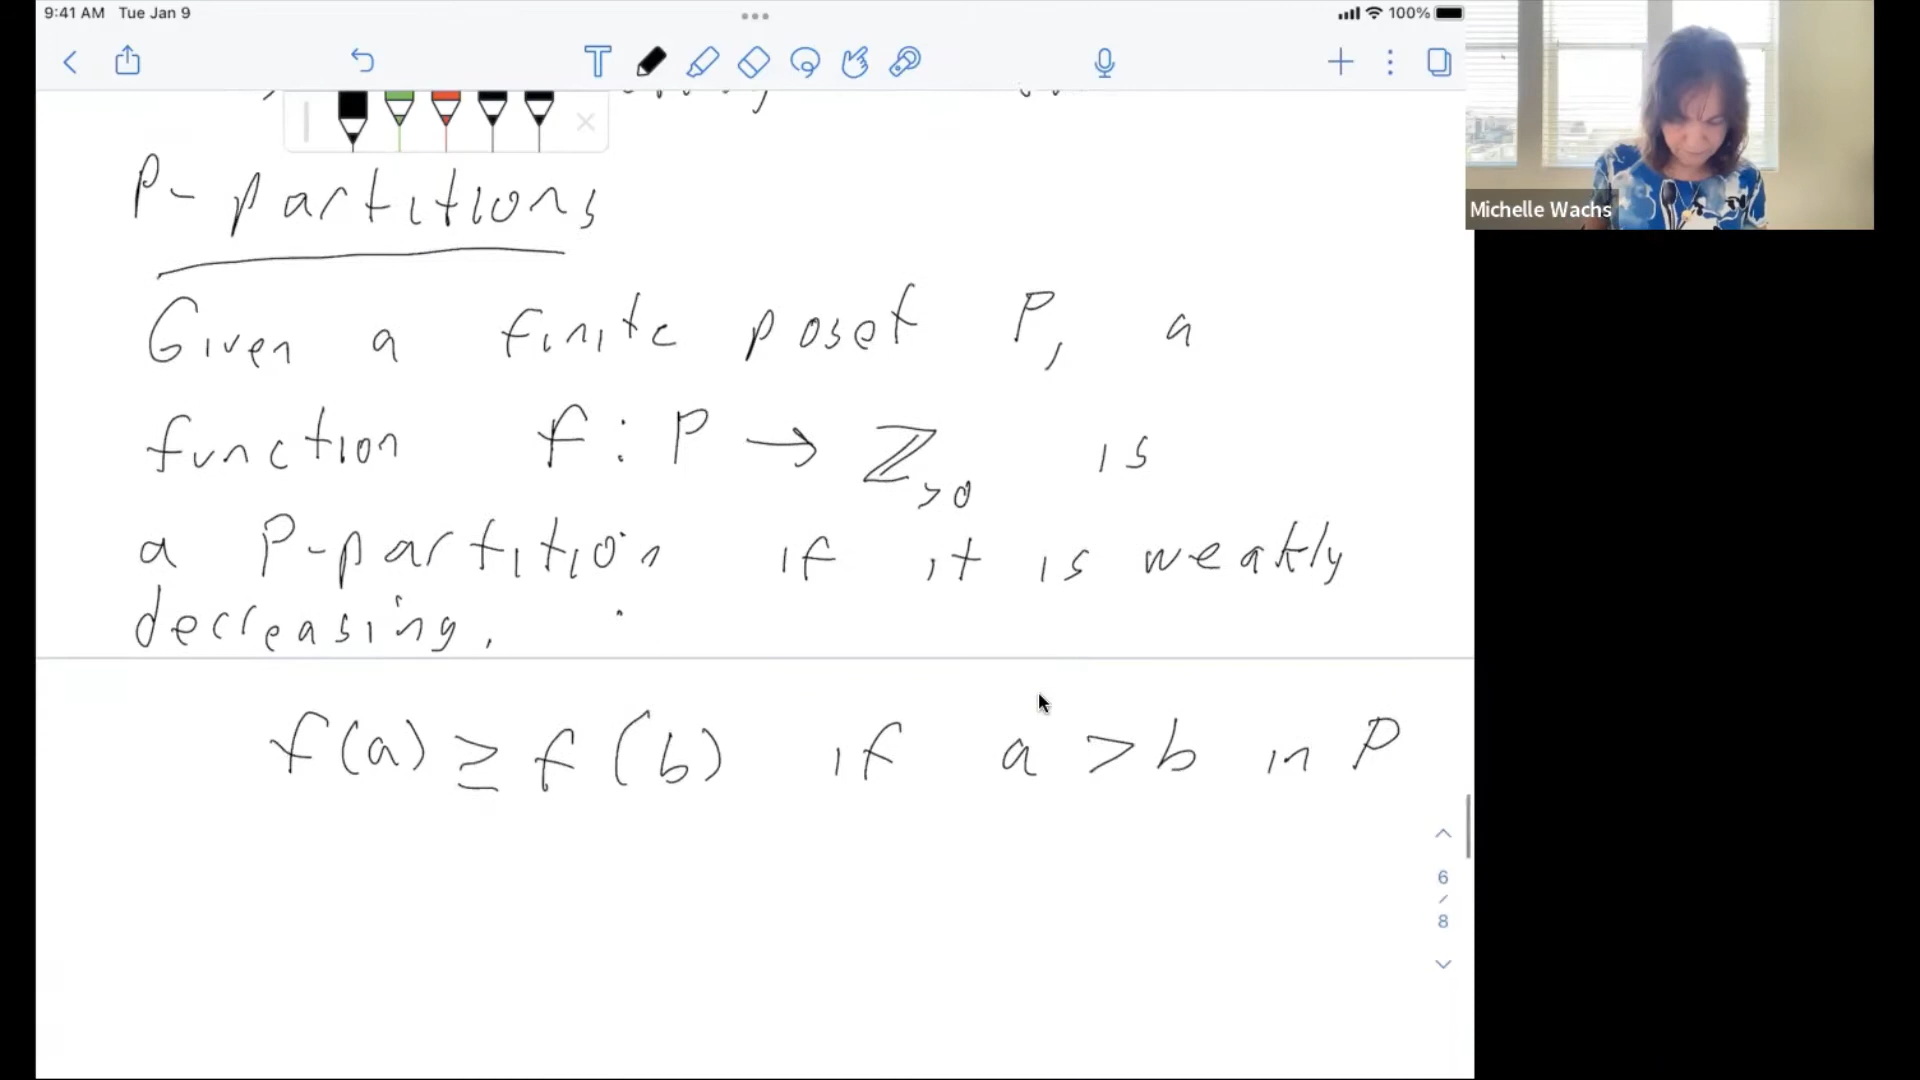 9:41 AM Tue Jan 9
100%
P-partitions
Given a finite poset P, a
function f : P → ℤ>0 is
a P-partition if it is weakly
decreasing.
f(a) ≥ f(b) if a > b in P
6
/
8
Michelle Wachs